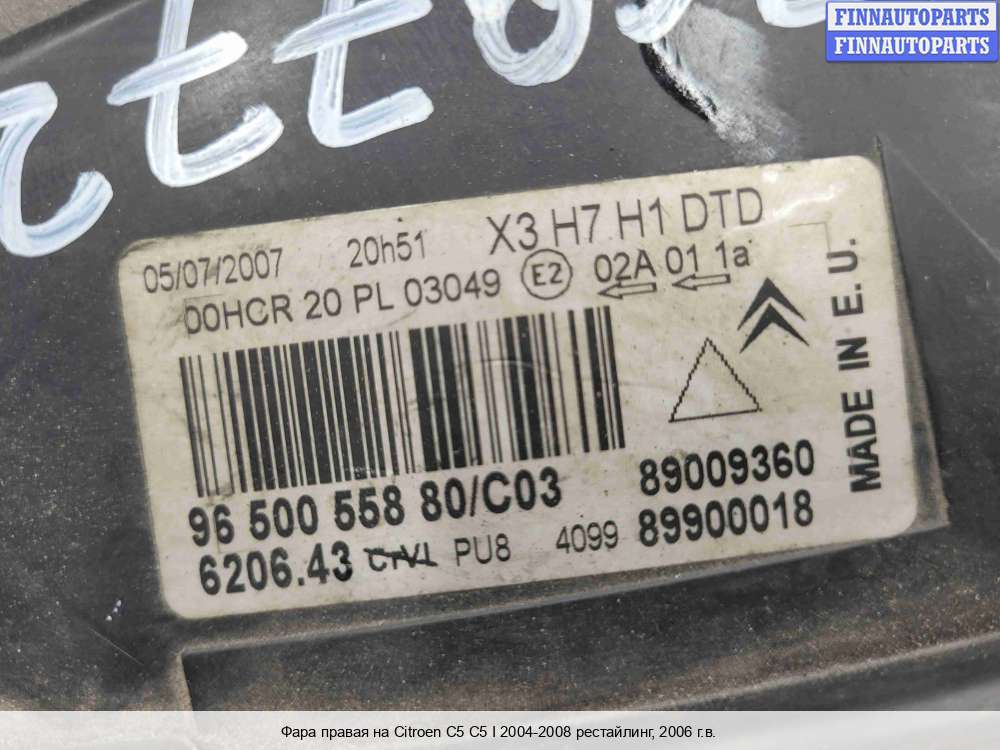 FINNAUTOPARTS
FINNAUTOPARTS
05/07/2007 20h51 X3 H7 H1 DTD
00HCR 20 PL 03049 E2 02A 01 1a
MADE IN E.U.
96 500 558 80/C03 89009360
6206.43 PU8 4099 89900018
Фара правая на Citroen C5 C5 I 2004-2008 рестайлинг, 2006 г.в.